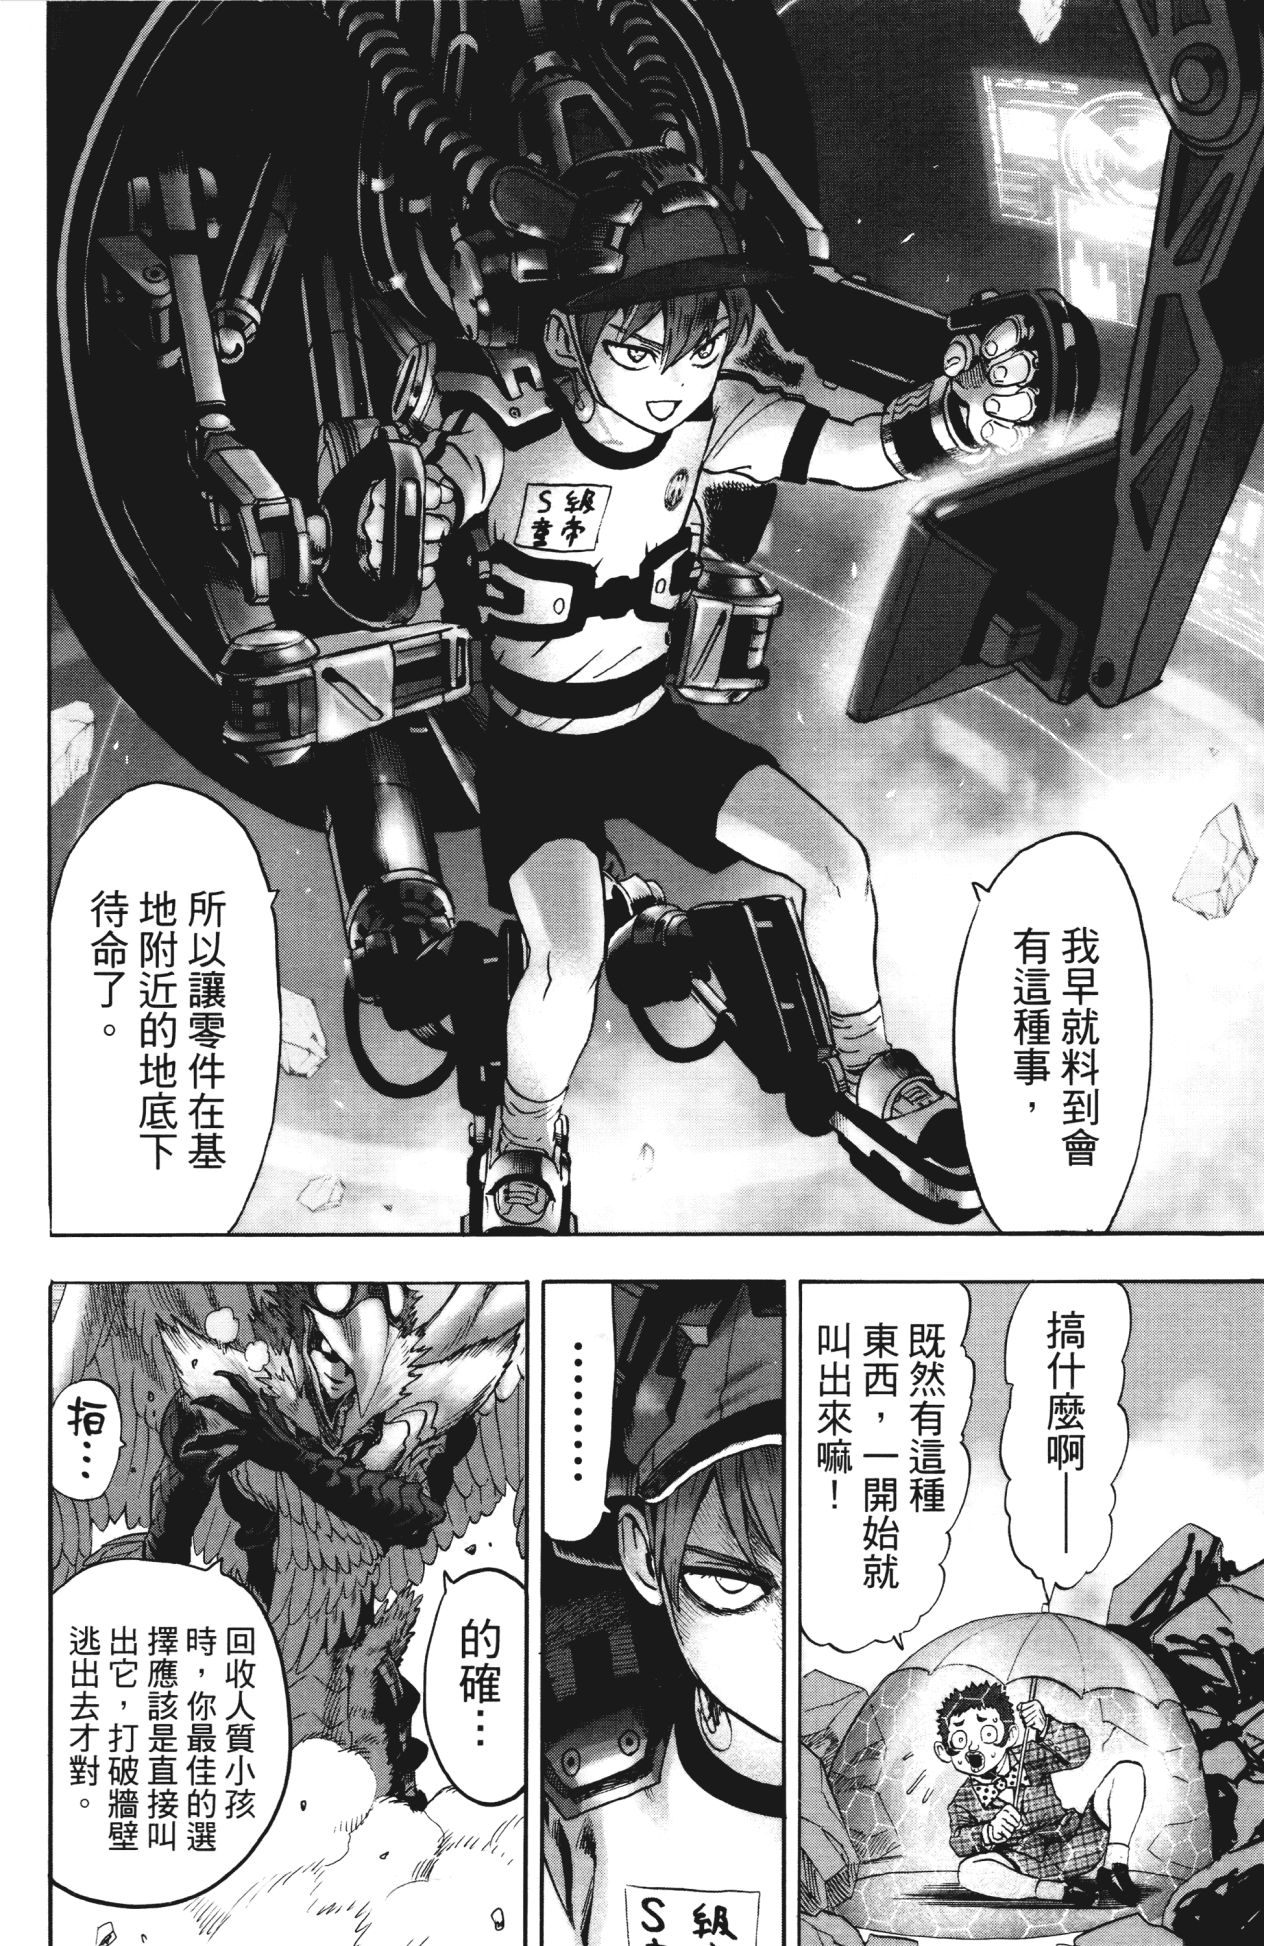 我早就料到會
有這種事，
S級
童帝
所以讓零件在基
地附近的地底下
待命了。
搞什麼啊──
既然有這種
東西，一開始就
叫出來嘛！
………
S級
的確…
回收人質小孩
時，你最佳的選
擇應該是直接叫
出它，打破牆壁
逃出去才對。